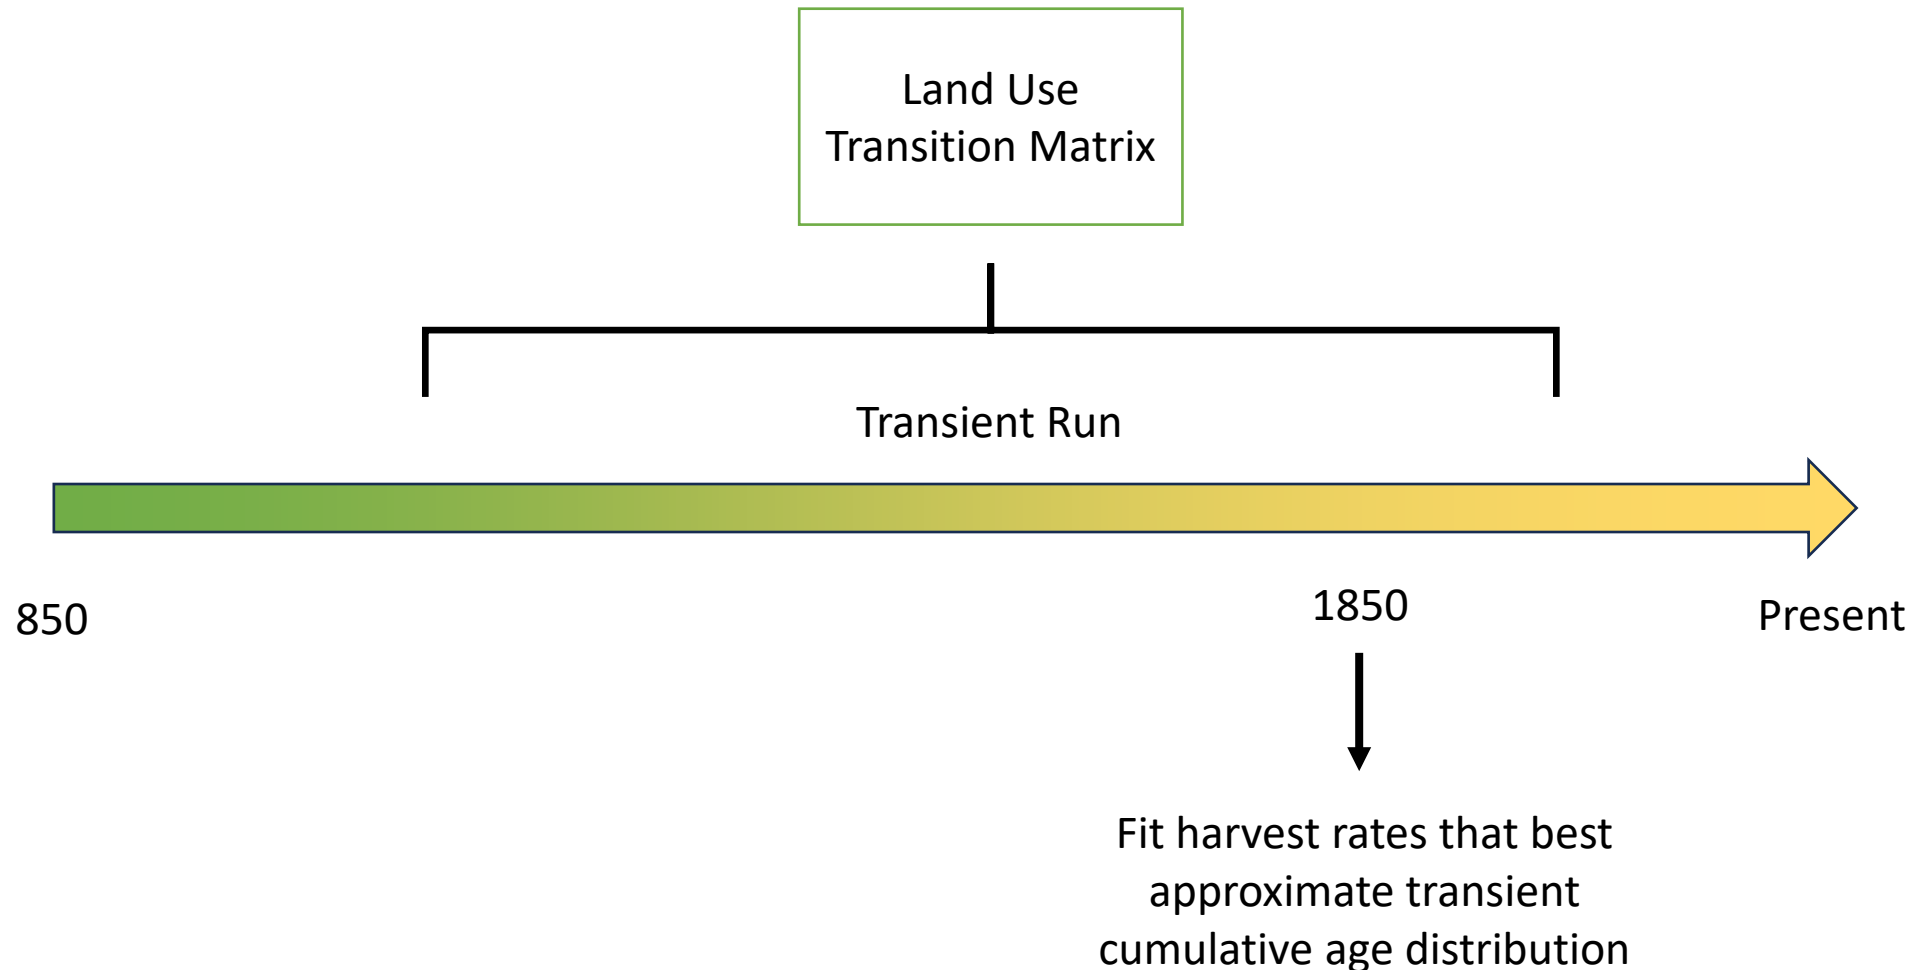 Land Use
Transition Matrix
Transient Run
850
1850
Present
Fit harvest rates that best
approximate transient
cumulative age distribution